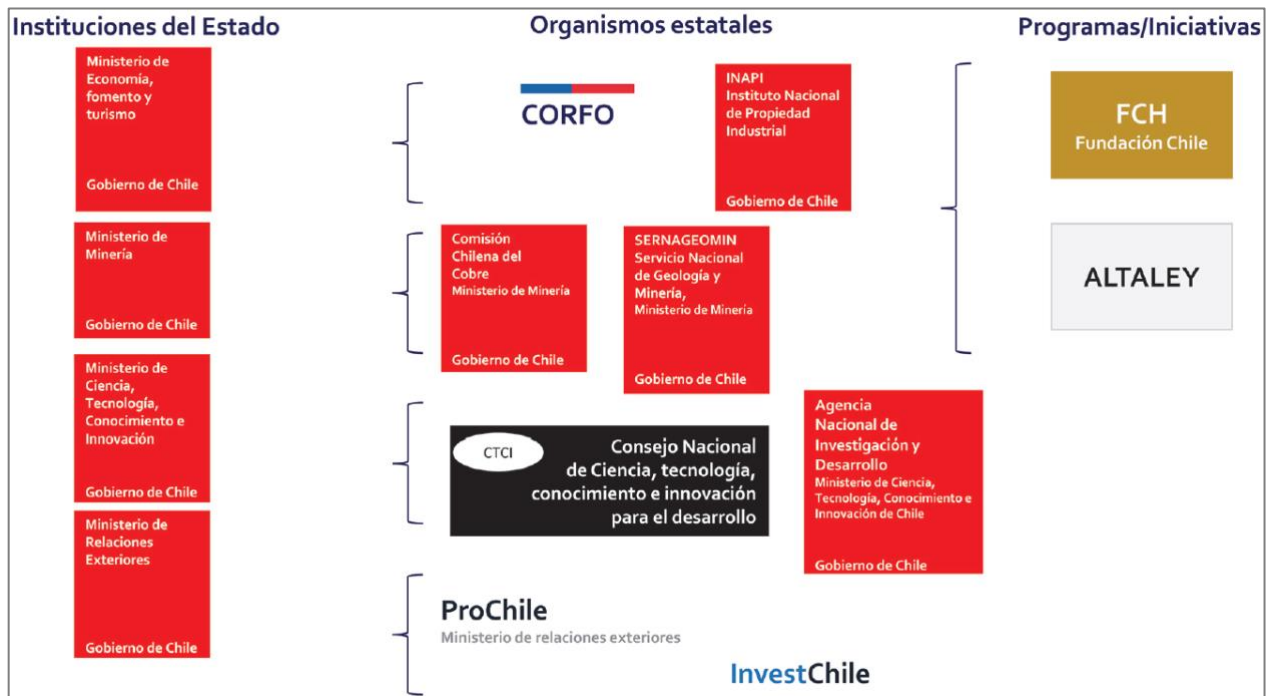 Instituciones del Estado
Organismos estatales
Programas/Iniciativas
Ministerio de
Economía,
fomento y
turismo
Gobierno de Chile
CORFO
INAPI
Instituto Nacional
de Propiedad
Industrial
Gobierno de Chile
FCH
Fundación Chile
Ministerio de
Minería
Gobierno de Chile
Comisión
Chilena del
Cobre
Ministerio de Minería
Gobierno de Chile
SERNAGEOMIN
Servicio Nacional
de Geología y
Minería,
Ministerio de Minería
Gobierno de Chile
ALTALEY
Ministerio de
Ciencia,
Tecnología,
Conocimiento e
Innovación
Gobierno de Chile
CTCI
Consejo Nacional
de Ciencia, tecnología,
conocimiento e innovación
para el desarrollo
Agencia
Nacional de
Investigación y
Desarrollo
Ministerio de Ciencia,
Tecnología, Conocimiento e
Innovación de Chile
Gobierno de Chile
Ministerio de
Relaciones
Exteriores
Gobierno de Chile
ProChile
Ministerio de relaciones exteriores
InvestChile